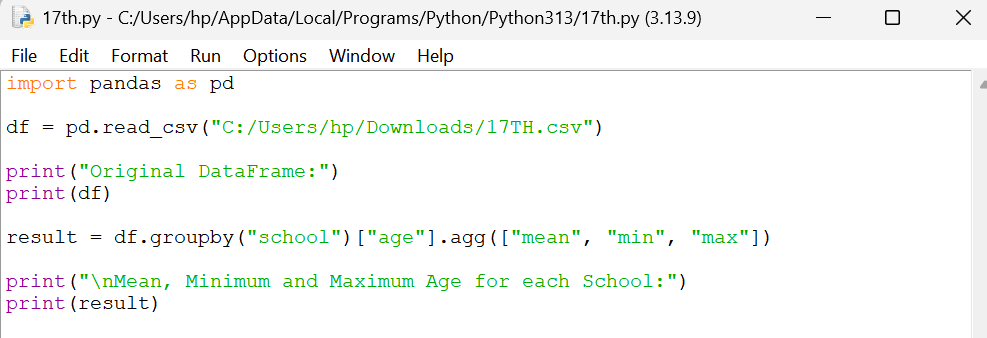 17th.py - C:/Users/hp/AppData/Local/Programs/Python/Python313/17th.py (3.13.9)
File Edit Format Run Options Window Help
import pandas as pd
df = pd.read_csv("C:/Users/hp/Downloads/17TH.csv")
print("Original DataFrame:")
print(df)
result = df.groupby("school")["age"].agg(["mean", "min", "max"])
print("\nMean, Minimum and Maximum Age for each School:")
print(result)